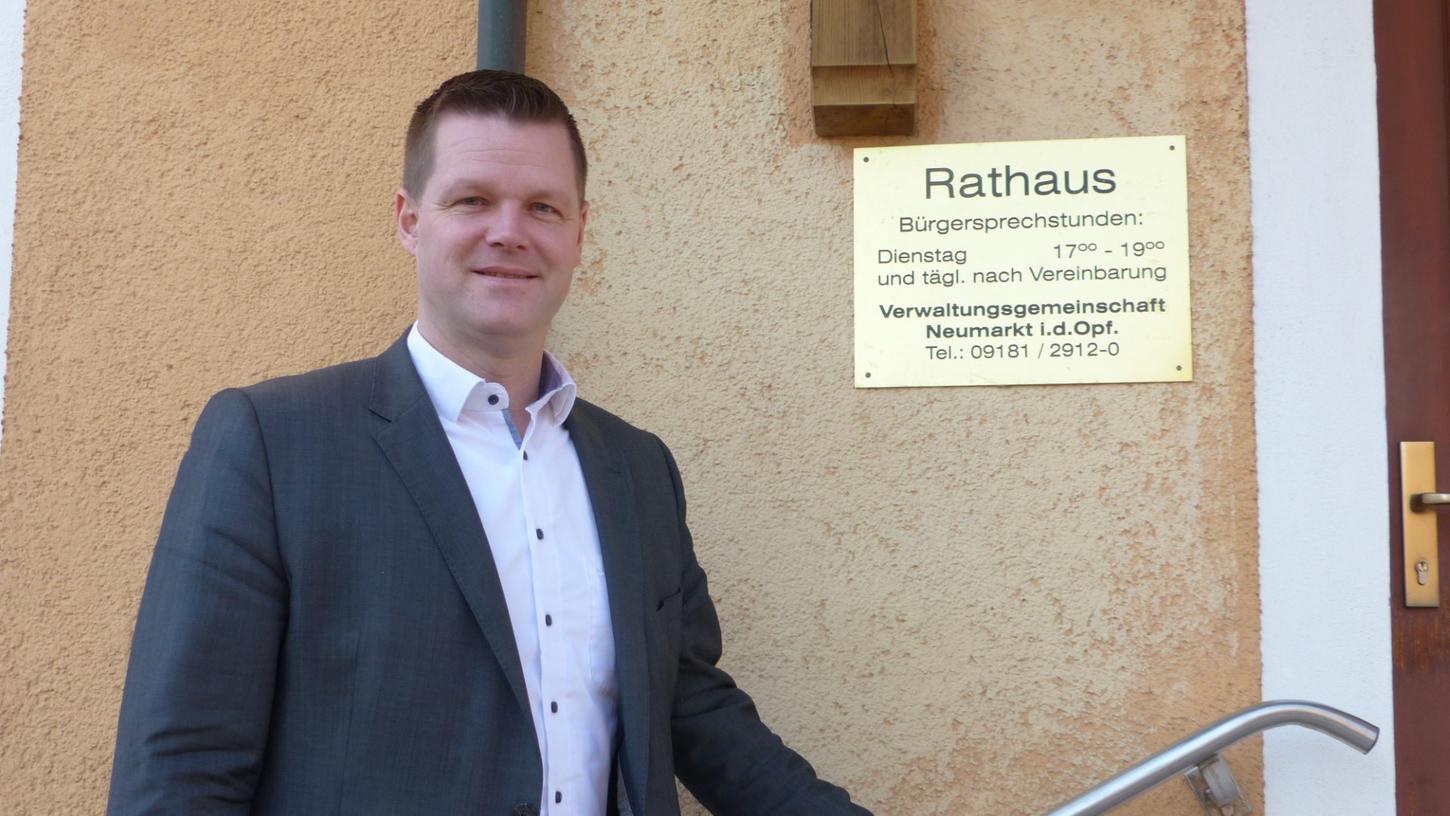 Rathaus
Bürgersprechstunden:
Dienstag 17⁰⁰ - 19⁰⁰
und tägl. nach Vereinbarung
Verwaltungsgemeinschaft
Neumarkt i.d.Opf.
Tel.: 09181 / 2912-0